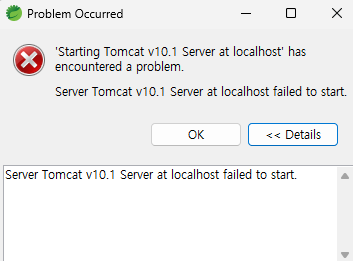 Problem Occurred
'Starting Tomcat v10.1 Server at localhost' has
encountered a problem.
Server Tomcat v10.1 Server at localhost failed to start.
OK
<< Details
Server Tomcat v10.1 Server at localhost failed to start.